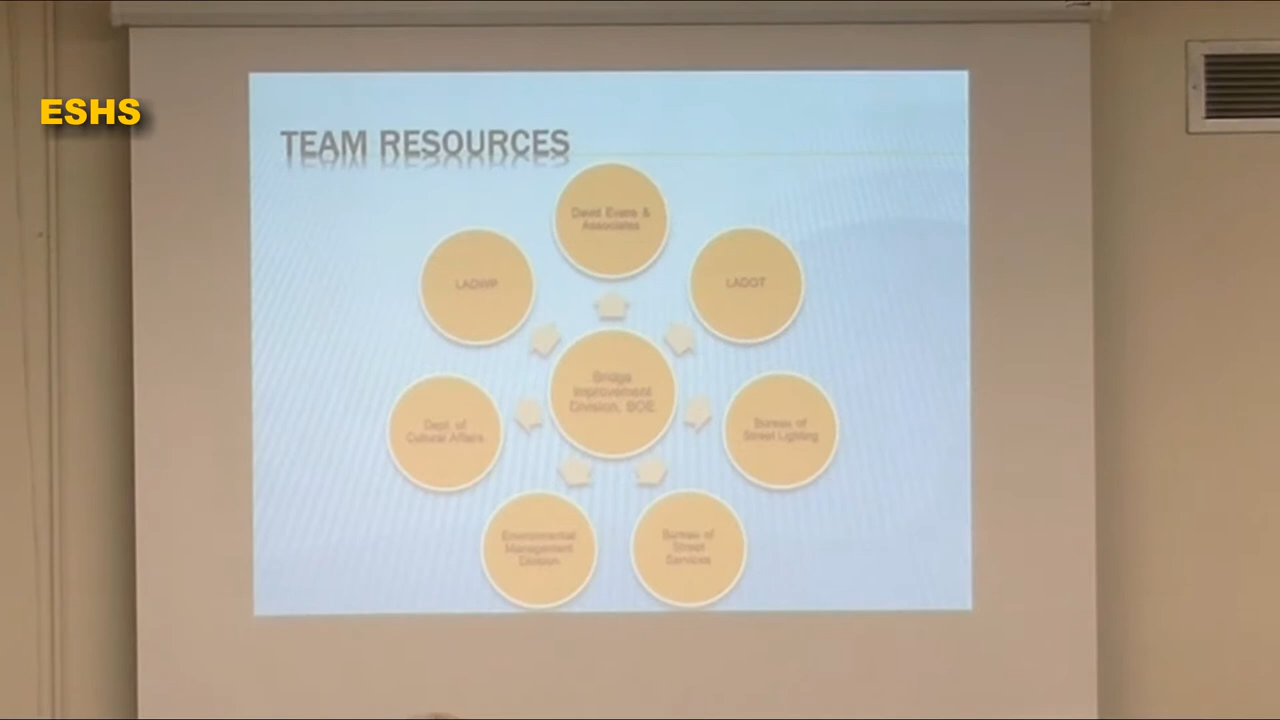 ESHS
TEAM RESOURCES
David Evans &
Associates
LADWP
LADOT
Bridge
Improvement
Division, BOE
Dept. of
Cultural Affairs
Bureau of
Street Lighting
Environmental
Management
Division
Bureau of
Street
Services